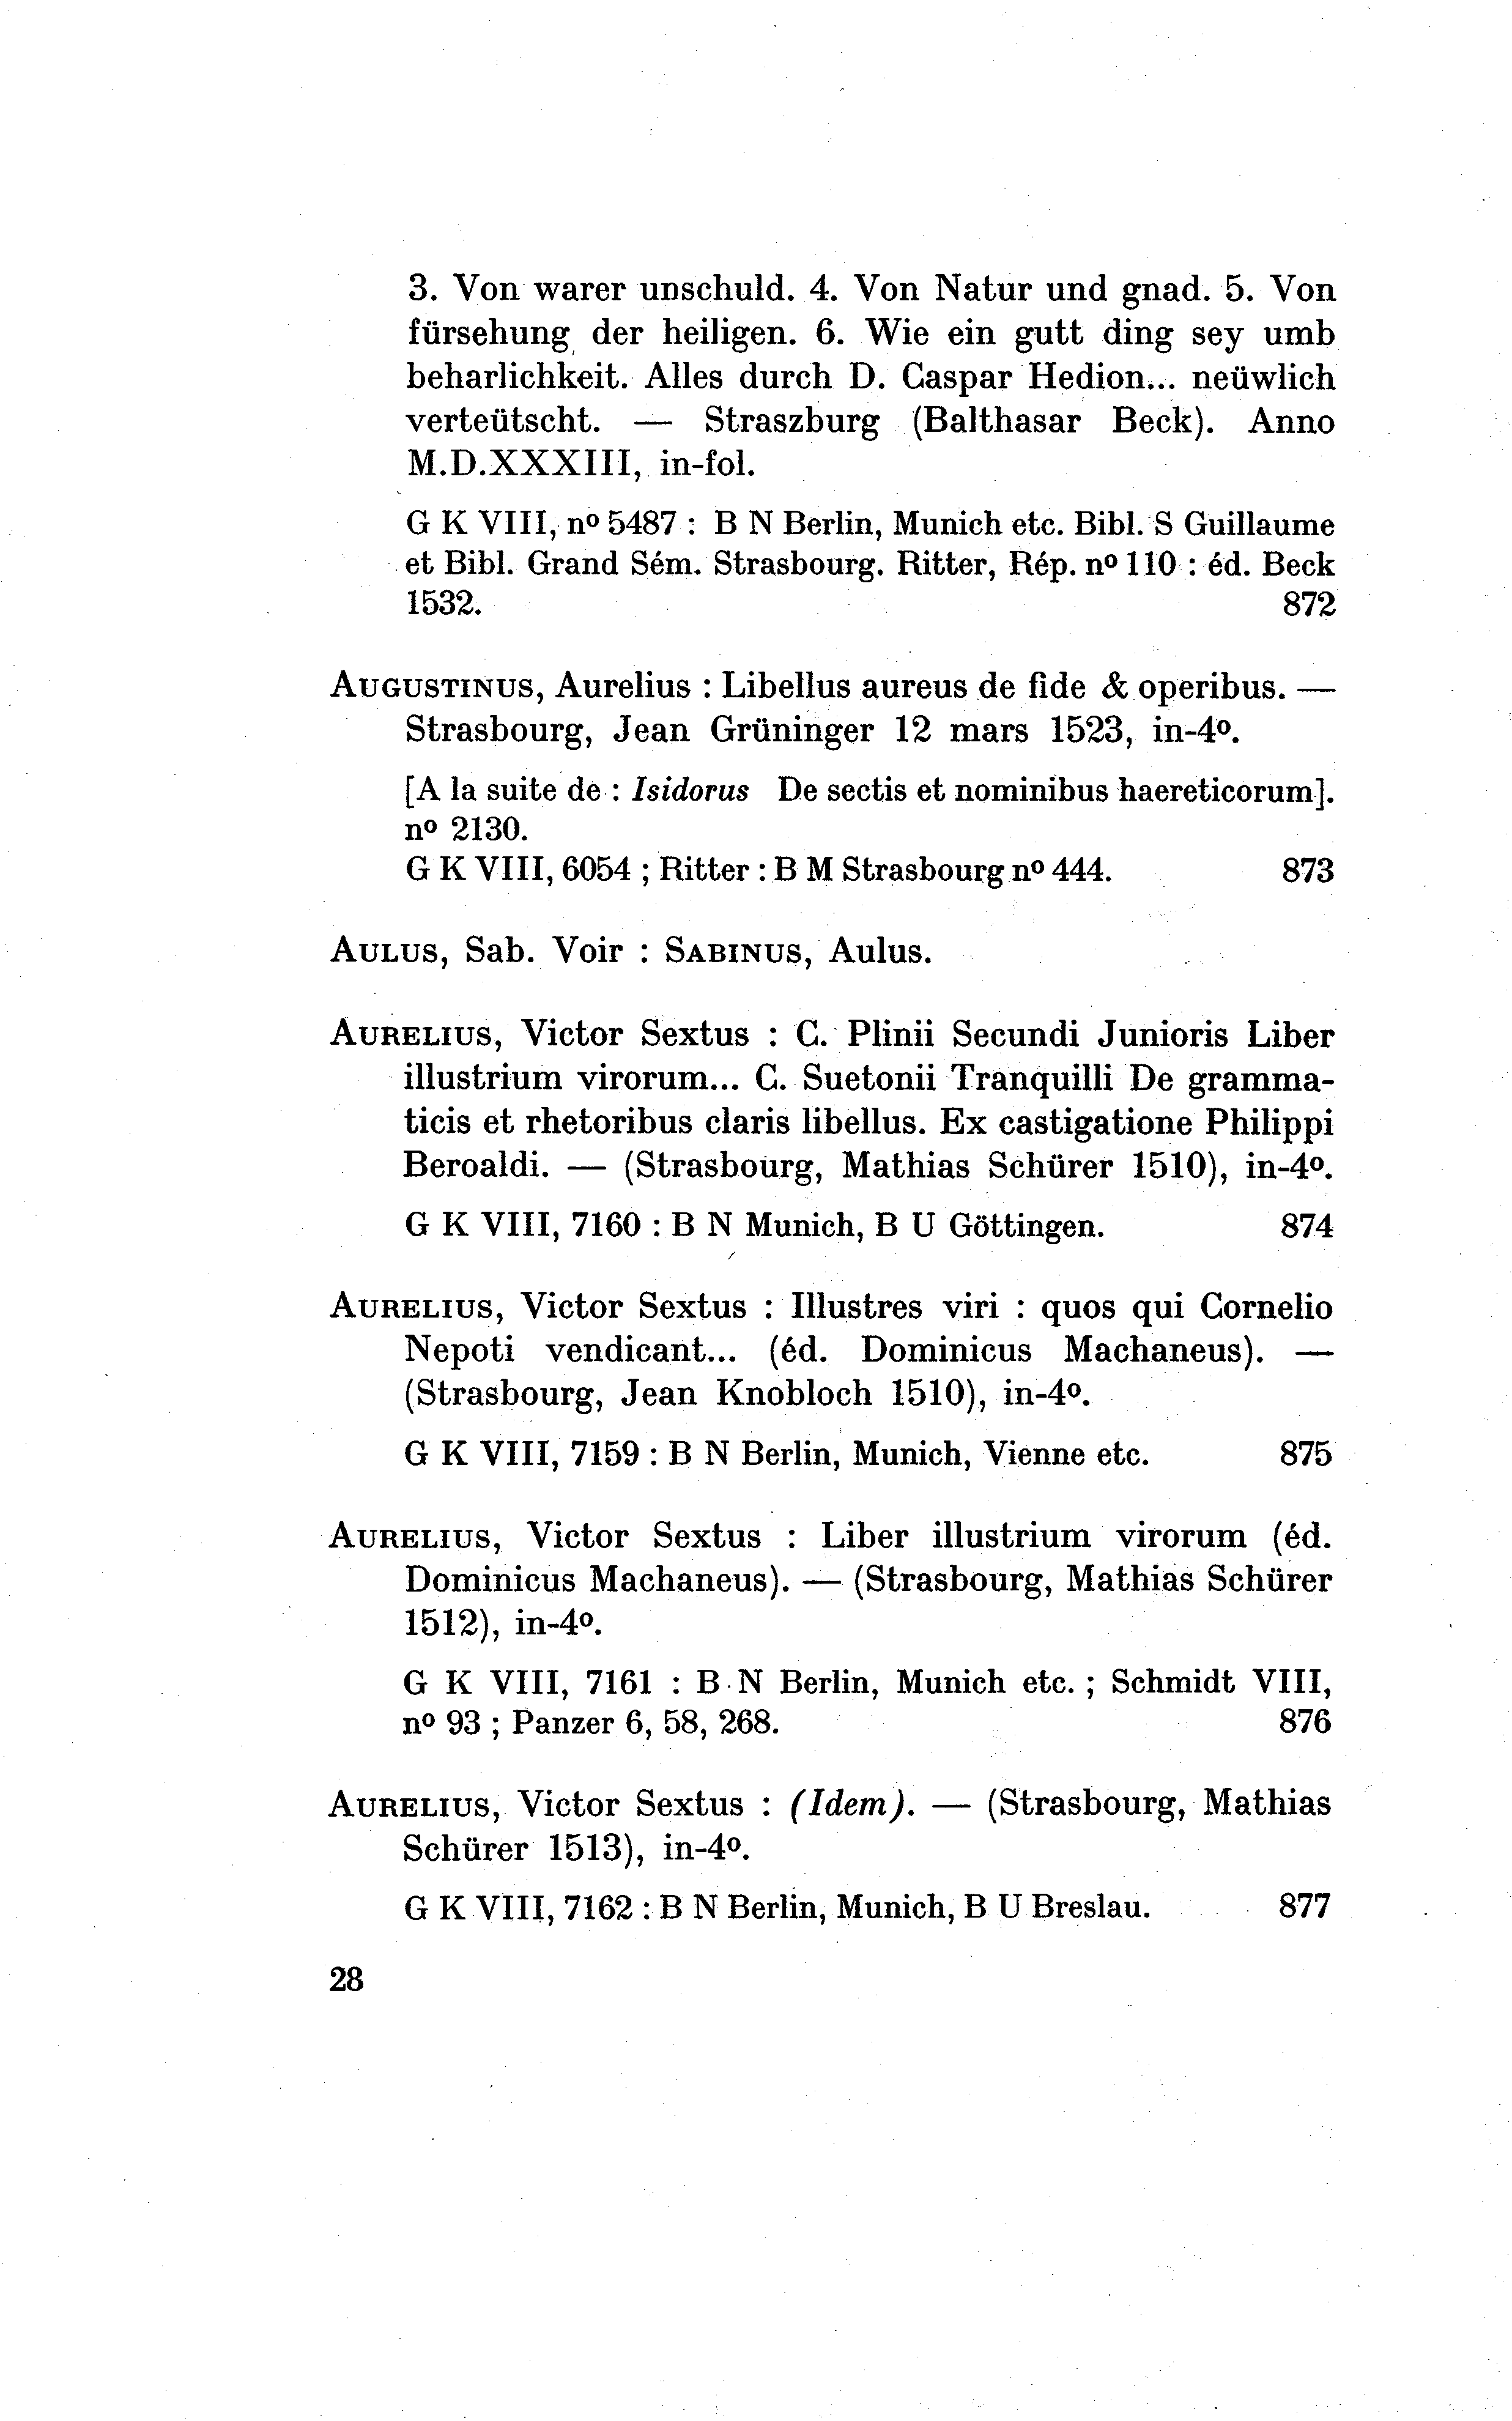 3. Von warer unschuld. 4. Von Natur und gnad. 5. Von
fürsehung der heiligen. 6. Wie ein gutt ding sey umb
beharlichkeit. Alles durch D. Caspar Hedion... neüwlich
verteütscht. — Straszburg (Balthasar Beck). Anno
M.D.XXXIII, in-fol.
G K VIII, nº 5487 : B N Berlin, Munich etc. Bibl. S Guillaume
et Bibl. Grand Sém. Strasbourg. Ritter, Rép. nº 110 : éd. Beck
1532. 872
AUGUSTINUS, Aurelius : Libellus aureus de fide & operibus. —
Strasbourg, Jean Grüninger 12 mars 1523, in-4º.
[A la suite de : Isidorus De sectis et nominibus haereticorum].
nº 2130.
G K VIII, 6054 ; Ritter : B M Strasbourg nº 444. 873
AULUS, Sab. Voir : SABINUS, Aulus.
AURELIUS, Victor Sextus : C. Plinii Secundi Junioris Liber
illustrium virorum... C. Suetonii Tranquilli De gramma-
ticis et rhetoribus claris libellus. Ex castigatione Philippi
Beroaldi. — (Strasbourg, Mathias Schürer 1510), in-4º.
G K VIII, 7160 : B N Munich, B U Göttingen. 874
AURELIUS, Victor Sextus : Illustres viri : quos qui Cornelio
Nepoti vendicant... (éd. Dominicus Machaneus). —
(Strasbourg, Jean Knobloch 1510), in-4º.
G K VIII, 7159 : B N Berlin, Munich, Vienne etc. 875
AURELIUS, Victor Sextus : Liber illustrium virorum (éd.
Dominicus Machaneus). — (Strasbourg, Mathias Schürer
1512), in-4º.
G K VIII, 7161 : B N Berlin, Munich etc. ; Schmidt VIII,
nº 93 ; Panzer 6, 58, 268. 876
AURELIUS, Victor Sextus : (Idem). — (Strasbourg, Mathias
Schürer 1513), in-4º.
G K VIII, 7162 : B N Berlin, Munich, B U Breslau. 877
28